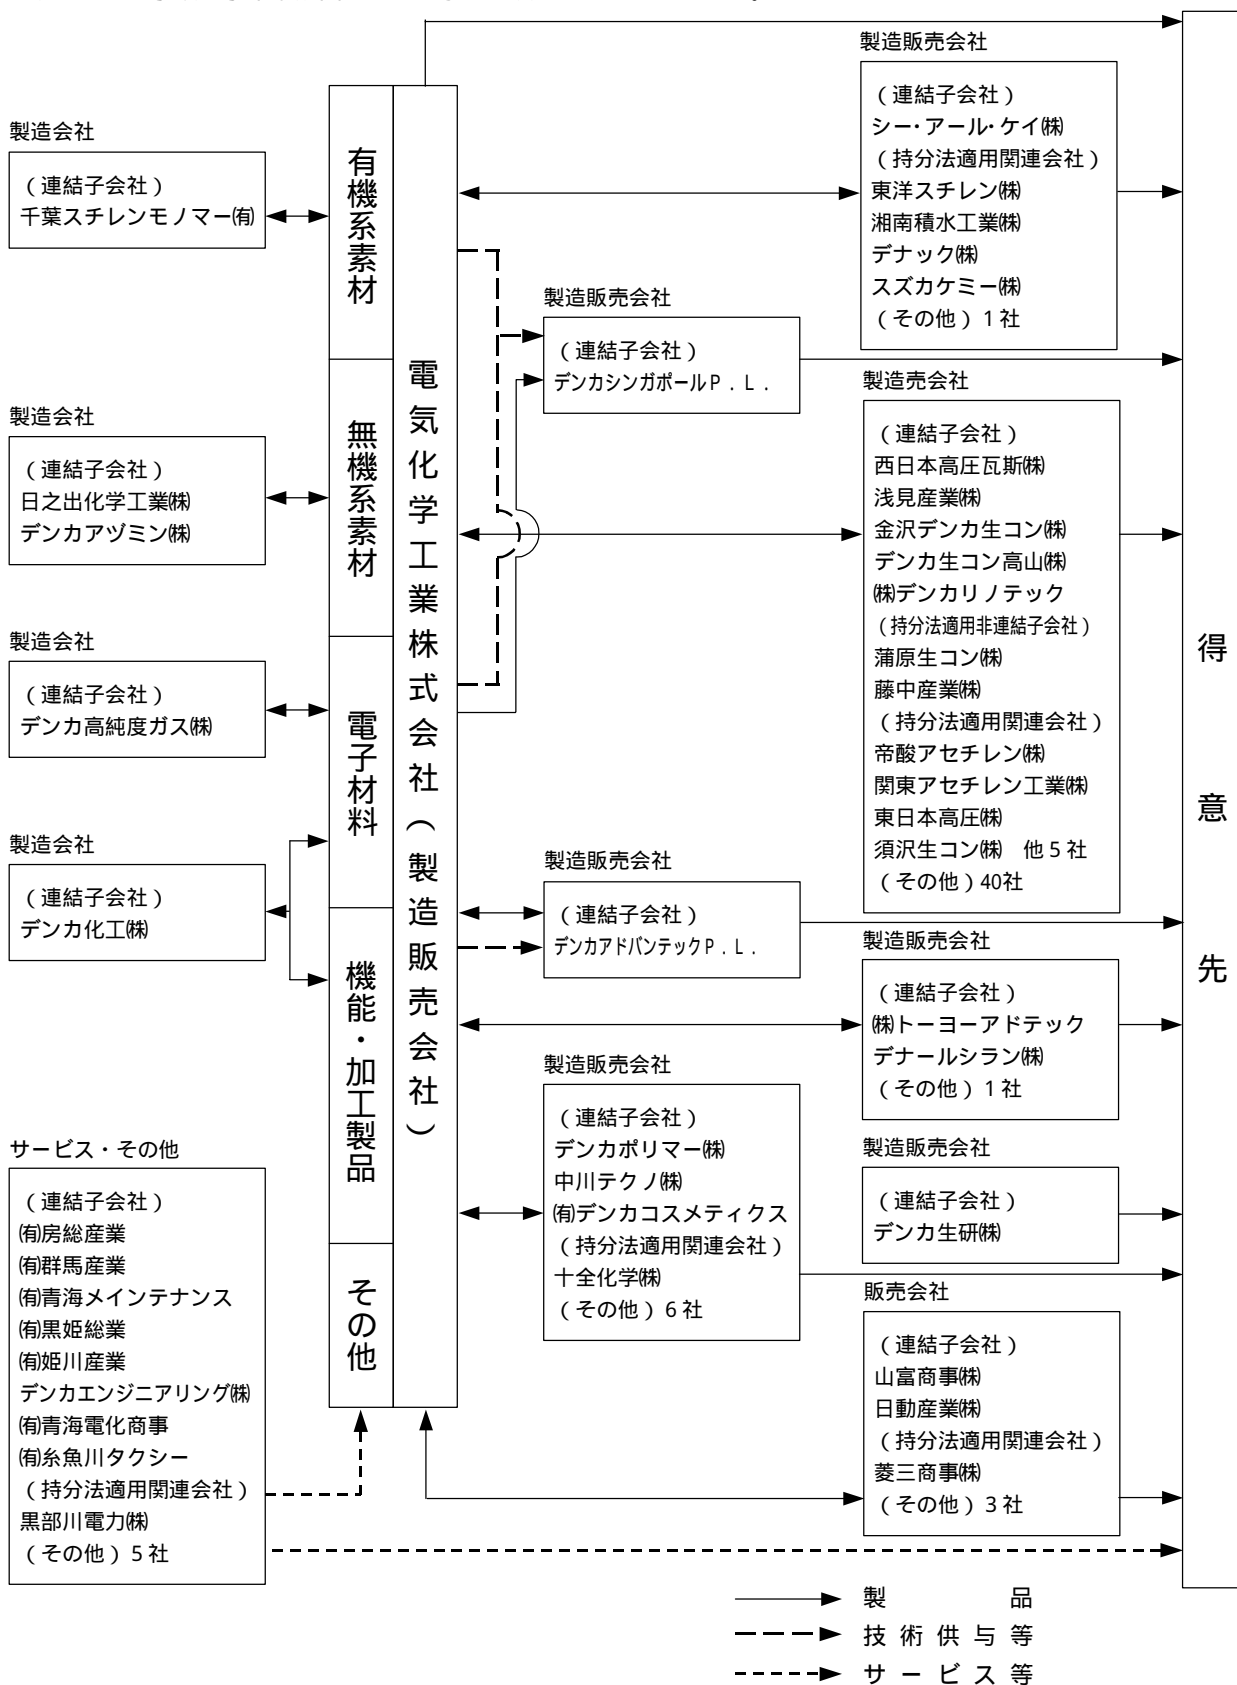 製造会社
（連結子会社）
千葉スチレンモノマー㈲
製造会社
（連結子会社）
日之出化学工業㈱
デンカアヅミン㈱
製造会社
（連結子会社）
デンカ高純度ガス㈱
製造会社
（連結子会社）
デンカ化工㈱
サービス・その他
（連結子会社）
㈲房総産業
㈲群馬産業
㈲青海メインテナンス
㈲黒姫総業
㈲姫川産業
デンカエンジニアリング㈱
㈲青海電化商事
㈲糸魚川タクシー
（持分法適用関連会社）
黒部川電力㈱
（その他）５社
有機系素材
無機系素材
電子材料
機能・加工製品
その他
電気化学工業株式会社（製造販売会社）
製造販売会社
（連結子会社）
デンカシンガポールＰ．Ｌ．
製造販売会社
（連結子会社）
デンカアドバンテックＰ．Ｌ．
製造販売会社
（連結子会社）
デンカポリマー㈱
中川テクノ㈱
㈲デンカコスメティクス
（持分法適用関連会社）
十全化学㈱
（その他）６社
製造販売会社
（連結子会社）
シー・アール・ケイ㈱
（持分法適用関連会社）
東洋スチレン㈱
湘南積水工業㈱
デナック㈱
スズカケミー㈱
（その他）１社
製造売会社
（連結子会社）
西日本高圧瓦斯㈱
浅見産業㈱
金沢デンカ生コン㈱
デンカ生コン高山㈱
㈱デンカリノテック
（持分法適用非連結子会社）
蒲原生コン㈱
藤中産業㈱
（持分法適用関連会社）
帝酸アセチレン㈱
関東アセチレン工業㈱
東日本高圧㈱
須沢生コン㈱　他５社
（その他）40社
製造販売会社
（連結子会社）
㈱トーヨーアドテック
デナールシラン㈱
（その他）１社
製造販売会社
（連結子会社）
デンカ生研㈱
販売会社
（連結子会社）
山富商事㈱
日動産業㈱
（持分法適用関連会社）
菱三商事㈱
（その他）３社
得意先
製品
技術供与等
サービス等